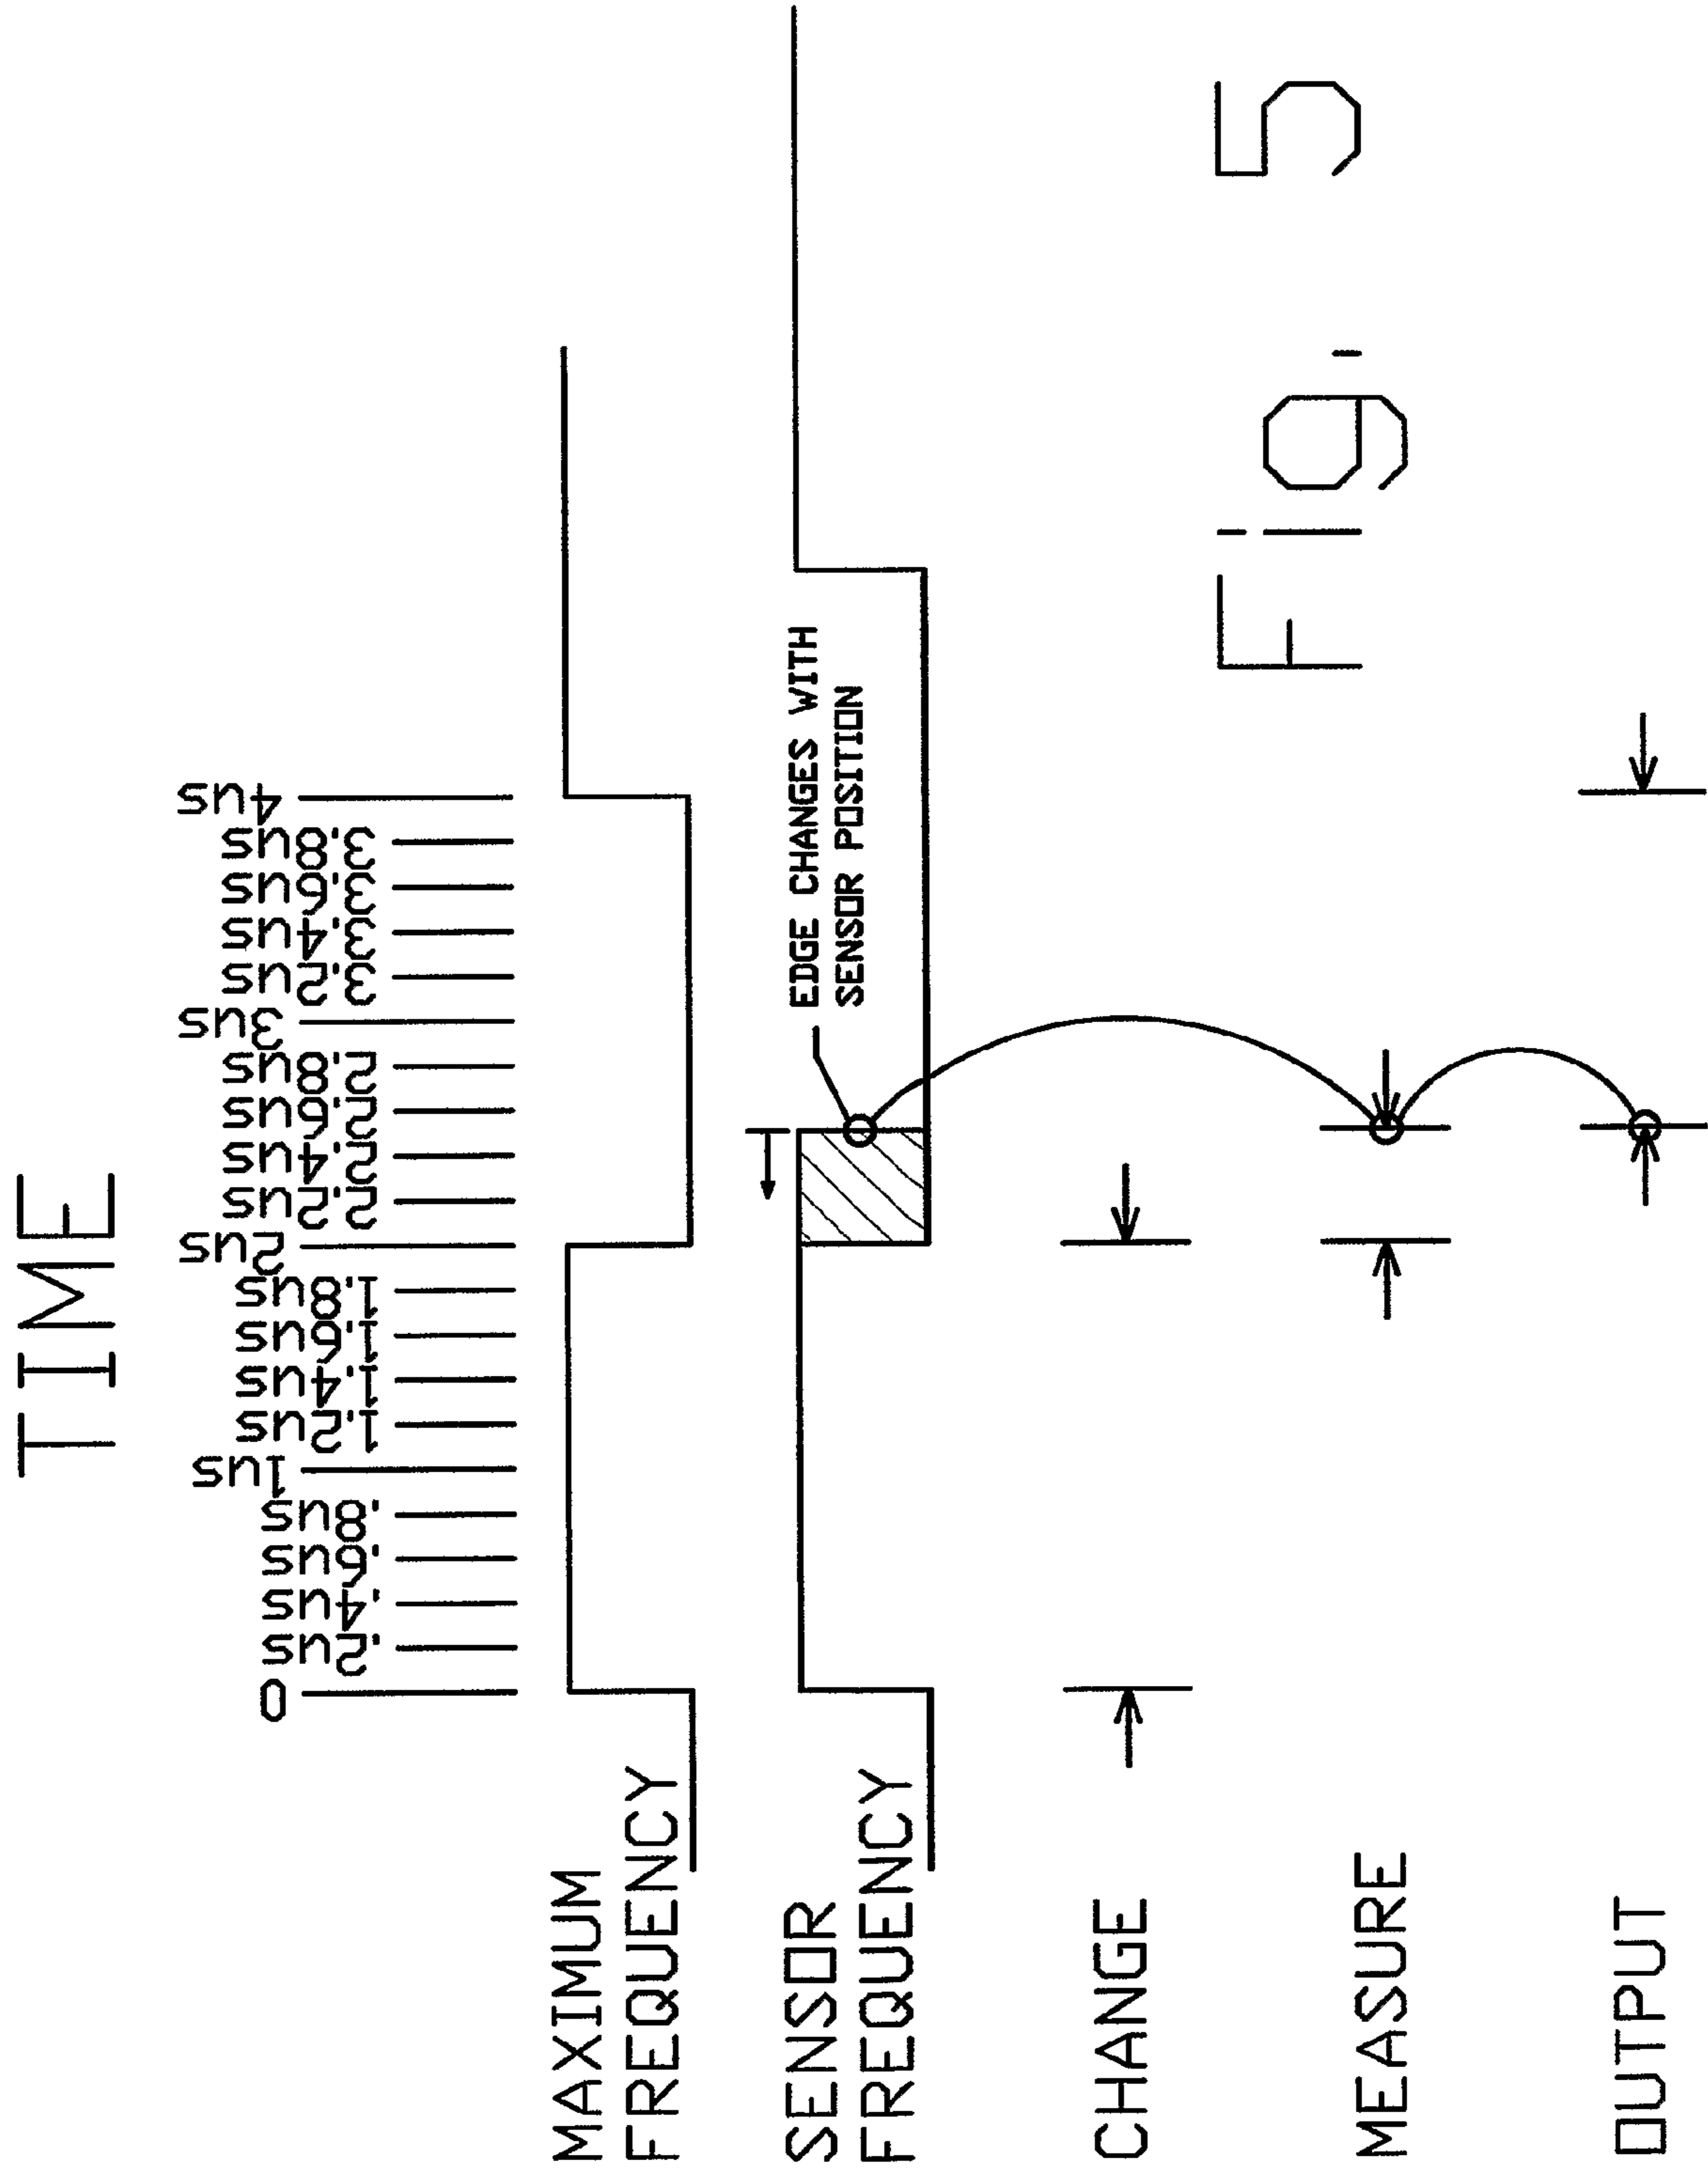 TIME
0
.2us
.4us
.6us
.8us
1us
1.2us
1.4us
1.6us
1.8us
2us
2.2us
2.4us
2.6us
2.8us
3us
3.2us
3.4us
3.6us
3.8us
4us
MAXIMUM
FREQUENCY
SENSOR
FREQUENCY
EDGE CHANGES WITH
SENSOR POSITION
CHANGE
MEASURE
OUTPUT
Fig. 5